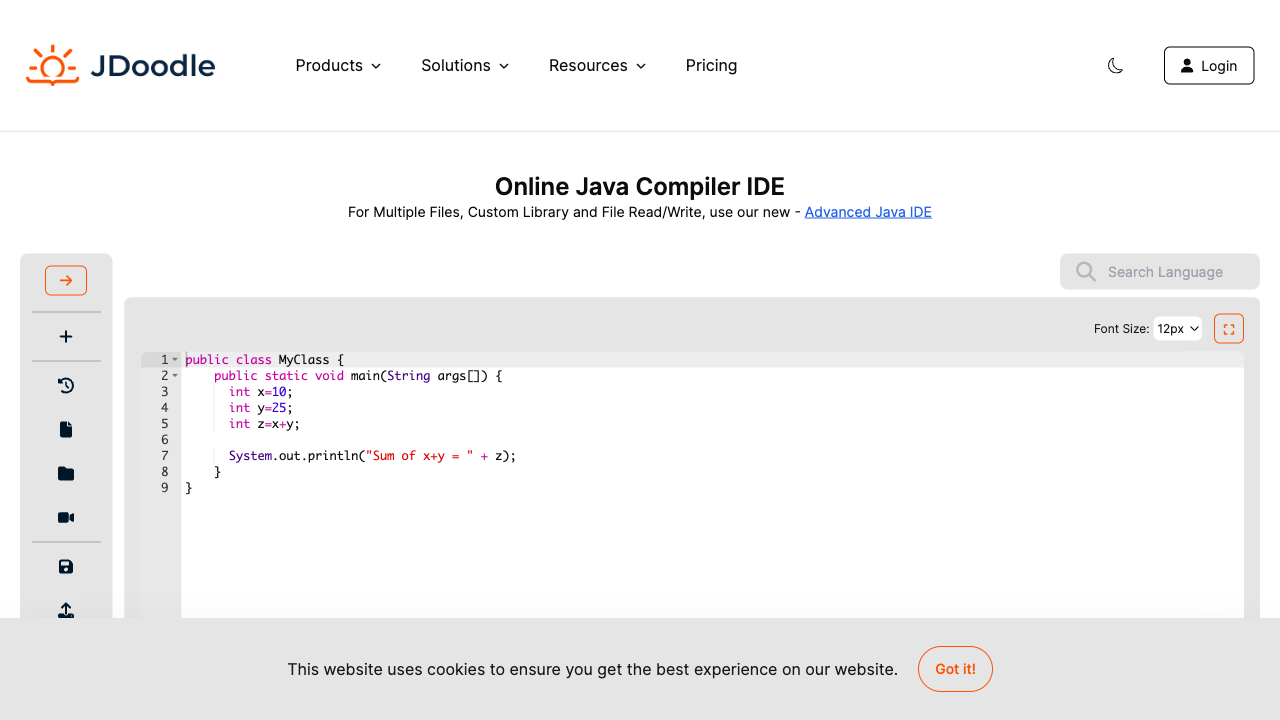 JDoodle
Products
Solutions
Resources
Pricing
Login
Online Java Compiler IDE
For Multiple Files, Custom Library and File Read/Write, use our new - Advanced Java IDE
Search Language
Font Size: 12px
1 public class MyClass {
2 public static void main(String args[]) {
3 int x=10;
4 int y=25;
5 int z=x+y;
6
7 System.out.println("Sum of x+y = " + z);
8 }
9 }
This website uses cookies to ensure you get the best experience on our website.
Got it!